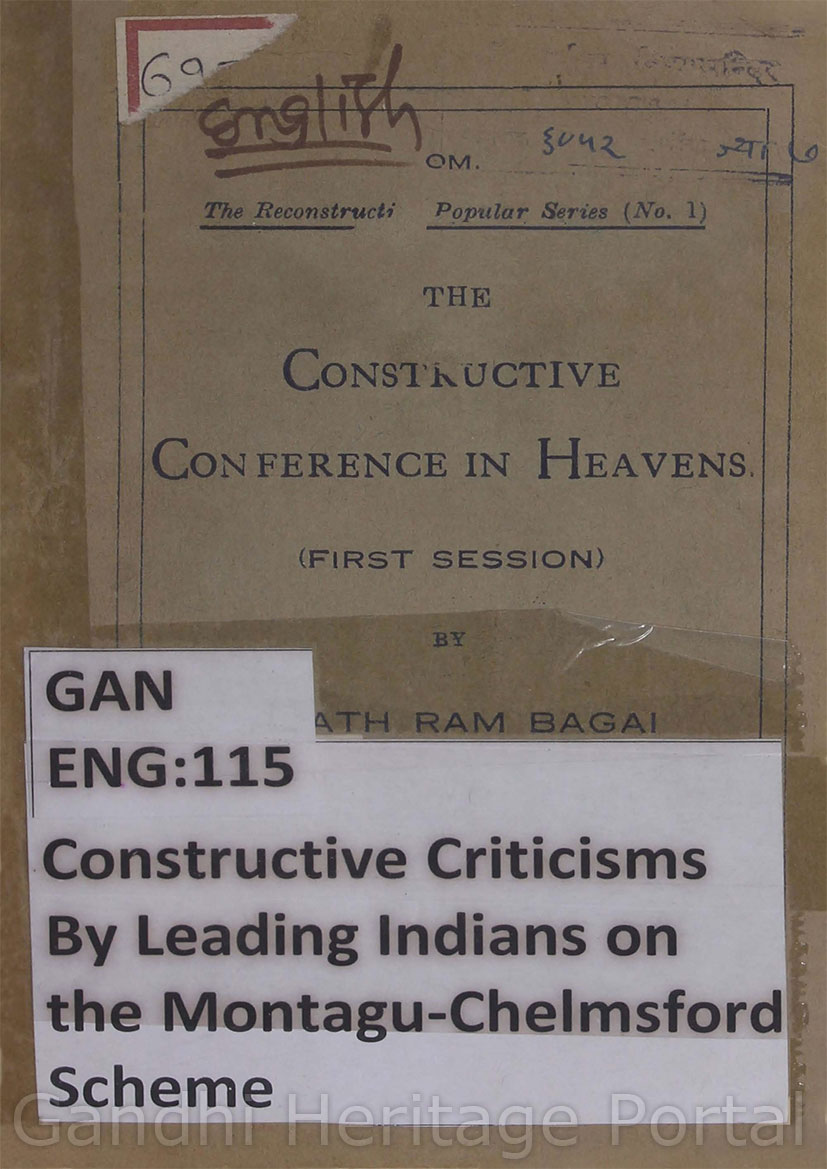 69
English
OM.
३०५२
The Reconstructi Popular Series (No. 1)
THE
CONSTRUCTIVE
CONFERENCE IN HEAVENS.
(FIRST SESSION)
BY
ATH RAM BAGAI
GAN
ENG:115
Constructive Criticisms
By Leading Indians on
the Montagu-Chelmsford
Scheme
Gandhi Heritage Portal